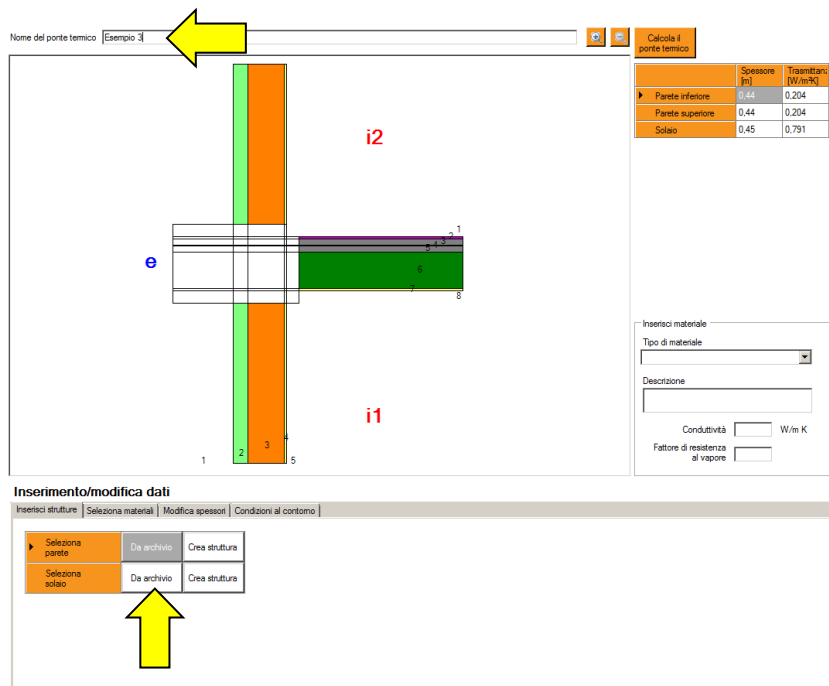 Nome del ponte termico Esempio 3
Calcola il
ponte termico
Spessore Trasmittanz
[m] [W/m²K]
Parete inferiore 0,44 0,204
Parete superiore 0,44 0,204
Solaio 0,45 0,791
i2
e
1
2
3
4
5
6
7
8
i1
1 2 3 4 5
Inserisci materiale
Tipo di materiale
Descrizione
Conduttività W/m K
Fattore di resistenza
al vapore
Inserimento/modifica dati
Inserisci strutture Seleziona materiali Modifica spessori Condizioni al contorno
Seleziona
parete Da archivio Crea struttura
Seleziona
solaio Da archivio Crea struttura